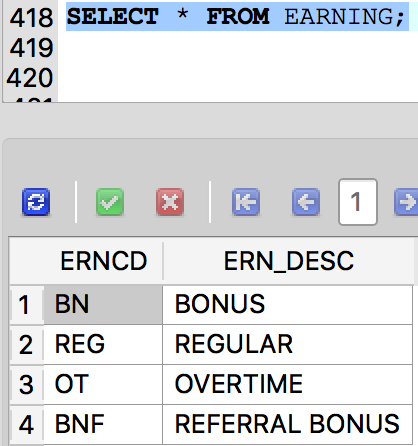 418 SELECT * FROM EARNING;
419
420
1
ERNCD ERN_DESC
1 BN BONUS
2 REG REGULAR
3 OT OVERTIME
4 BNF REFERRAL BONUS